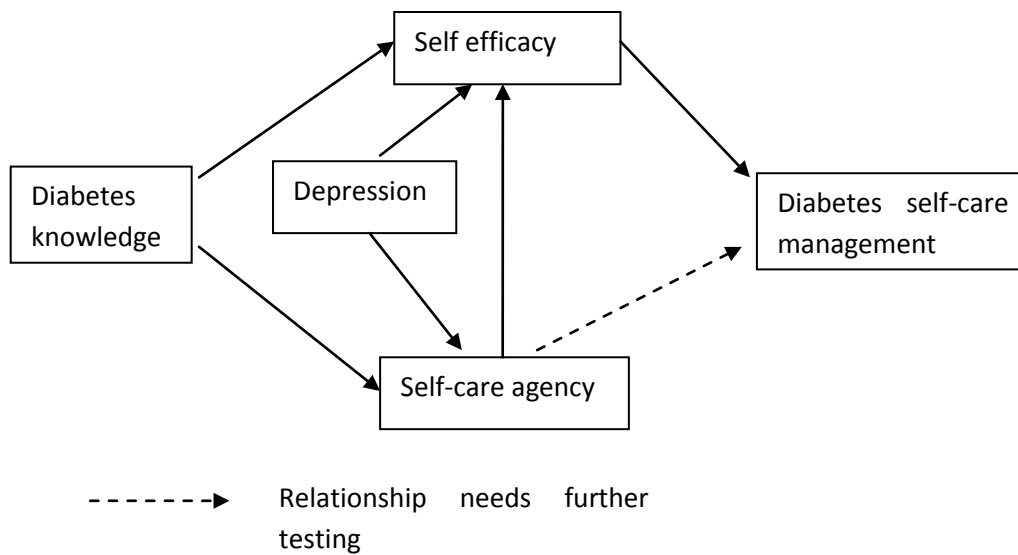 Self efficacy
Depression
Diabetes
knowledge
Diabetes self-care
management
Self-care agency
Relationship needs further
testing